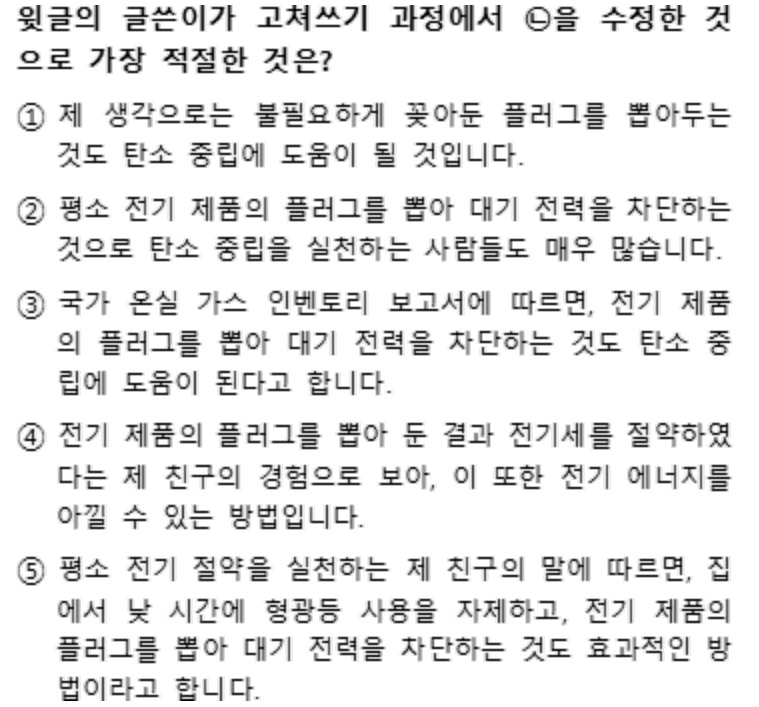 윗글의 글쓴이가 고쳐쓰기 과정에서 ㉡을 수정한 것
으로 가장 적절한 것은?
① 제 생각으로는 불필요하게 꽂아둔 플러그를 뽑아두는
것도 탄소 중립에 도움이 될 것입니다.
② 평소 전기 제품의 플러그를 뽑아 대기 전력을 차단하는
것으로 탄소 중립을 실천하는 사람들도 매우 많습니다.
③ 국가 온실 가스 인벤토리 보고서에 따르면, 전기 제품
의 플러그를 뽑아 대기 전력을 차단하는 것도 탄소 중
립에 도움이 된다고 합니다.
④ 전기 제품의 플러그를 뽑아 둔 결과 전기세를 절약하였
다는 제 친구의 경험으로 보아, 이 또한 전기 에너지를
아낄 수 있는 방법입니다.
⑤ 평소 전기 절약을 실천하는 제 친구의 말에 따르면, 집
에서 낮 시간에 형광등 사용을 자제하고, 전기 제품의
플러그를 뽑아 대기 전력을 차단하는 것도 효과적인 방
법이라고 합니다.